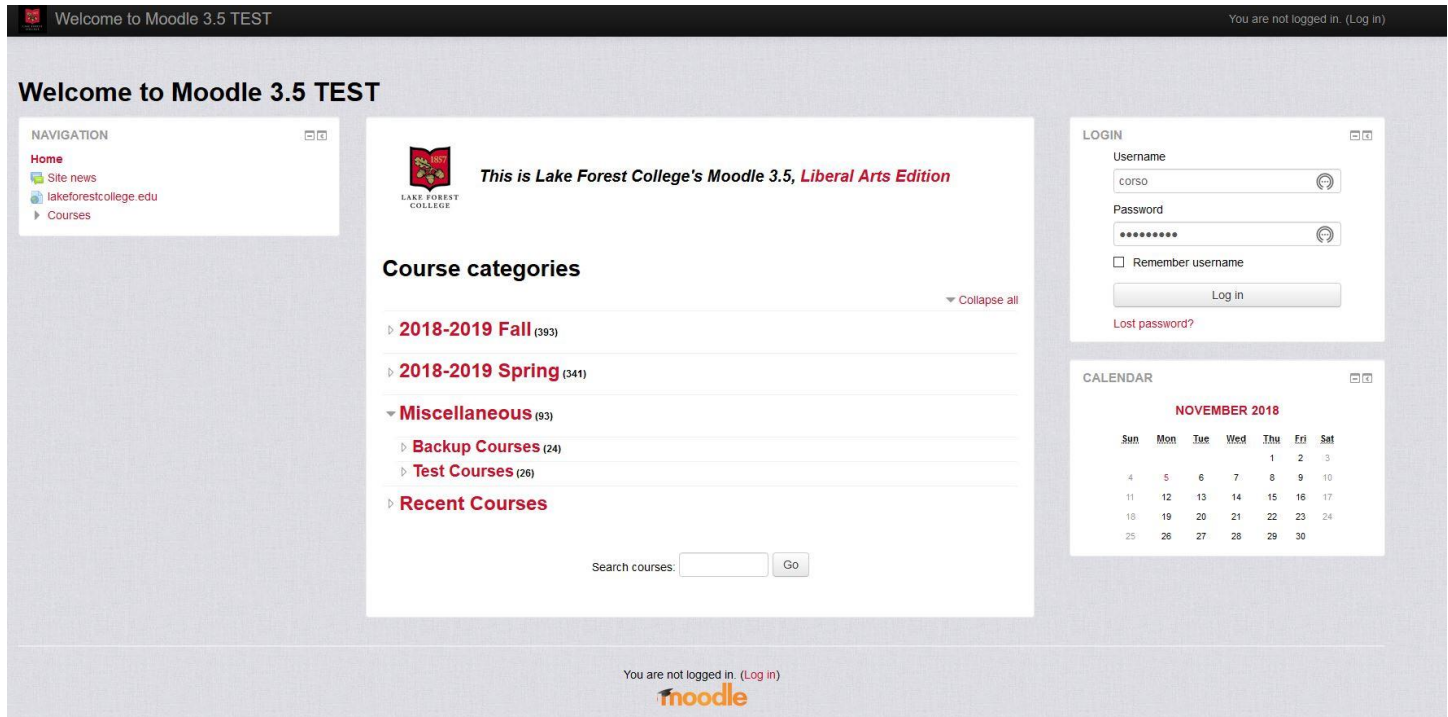 Welcome to Moodle 3.5 TEST
You are not logged in. (Log in)
Welcome to Moodle 3.5 TEST
NAVIGATION
Home
Site news
lakeforestcollege.edu
Courses
1857
LAKE FOREST
COLLEGE
This is Lake Forest College's Moodle 3.5, Liberal Arts Edition
Course categories
Collapse all
2018-2019 Fall (393)
2018-2019 Spring (341)
Miscellaneous (93)
Backup Courses (24)
Test Courses (26)
Recent Courses
Search courses: Go
LOGIN
Username
corso
Password
•••••••••
Remember username
Log in
Lost password?
CALENDAR
NOVEMBER 2018
Sun Mon Tue Wed Thu Fri Sat
1 2 3
4 5 6 7 8 9 10
11 12 13 14 15 16 17
18 19 20 21 22 23 24
25 26 27 28 29 30
You are not logged in. (Log in)
moodle